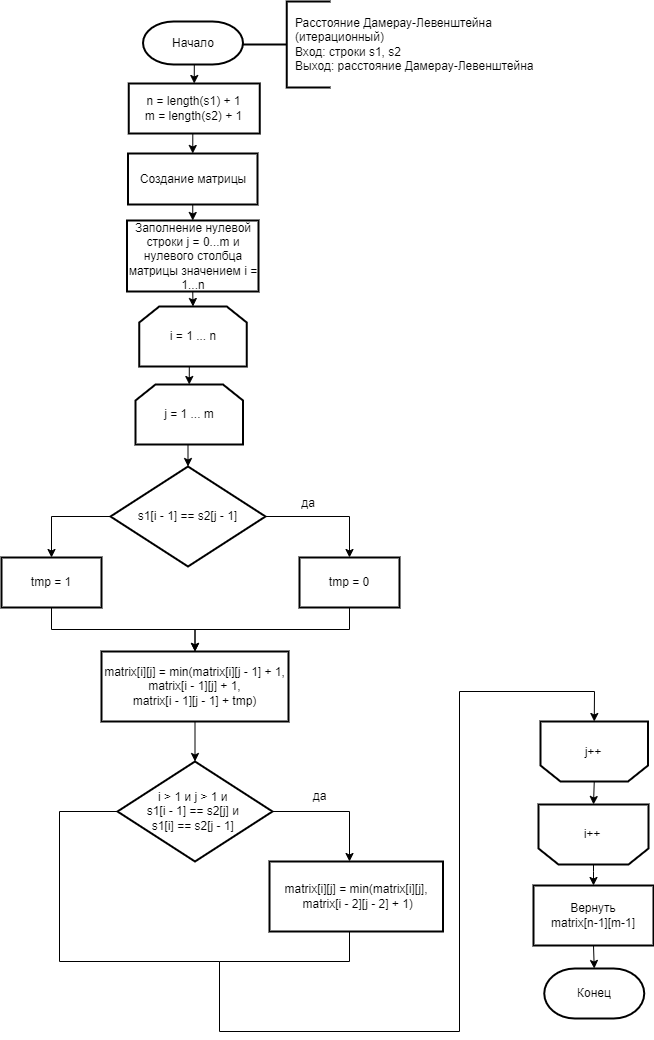 Начало
Расстояние Дамерау-Левенштейна
(итерационный)
Вход: строки s1, s2
Выход: расстояние Дамерау-Левенштейна
n = length(s1) + 1
m = length(s2) + 1
Создание матрицы
Заполнение нулевой
строки j = 0...m и
нулевого столбца
матрицы значением i =
1...n
i = 1 ... n
j = 1 ... m
s1[i - 1] == s2[j - 1]
да
tmp = 1
tmp = 0
matrix[i][j] = min(matrix[i][j - 1] + 1,
matrix[i - 1][j] + 1,
matrix[i - 1][j - 1] + tmp)
i > 1 и j > 1 и
s1[i - 1] == s2[j] и
s1[i] == s2[j - 1]
да
matrix[i][j] = min(matrix[i][j],
matrix[i - 2][j - 2] + 1)
j++
i++
Вернуть
matrix[n-1][m-1]
Конец